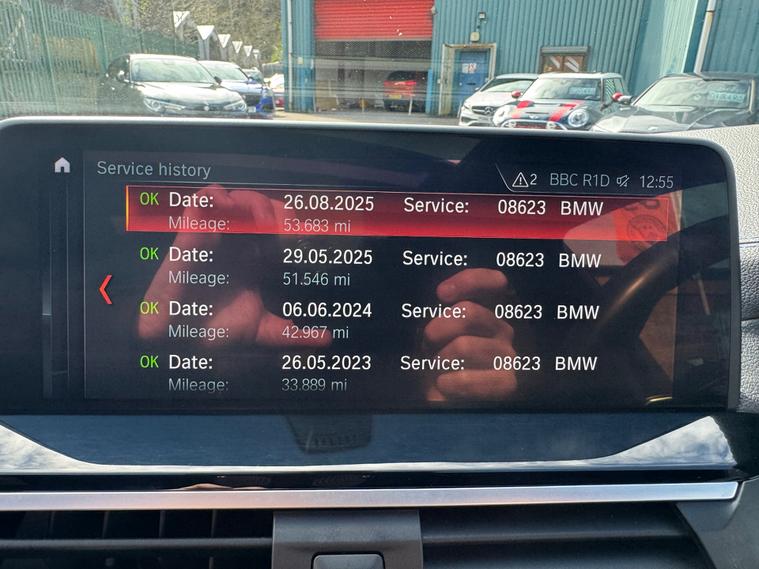 Service history
2 BBC R1D 12:55
OK Date: 26.08.2025 Service: 08623 BMW
Mileage: 53.683 mi
OK Date: 29.05.2025 Service: 08623 BMW
Mileage: 51.546 mi
OK Date: 06.06.2024 Service: 08623 BMW
Mileage: 42.967 mi
OK Date: 26.05.2023 Service: 08623 BMW
Mileage: 33.889 mi